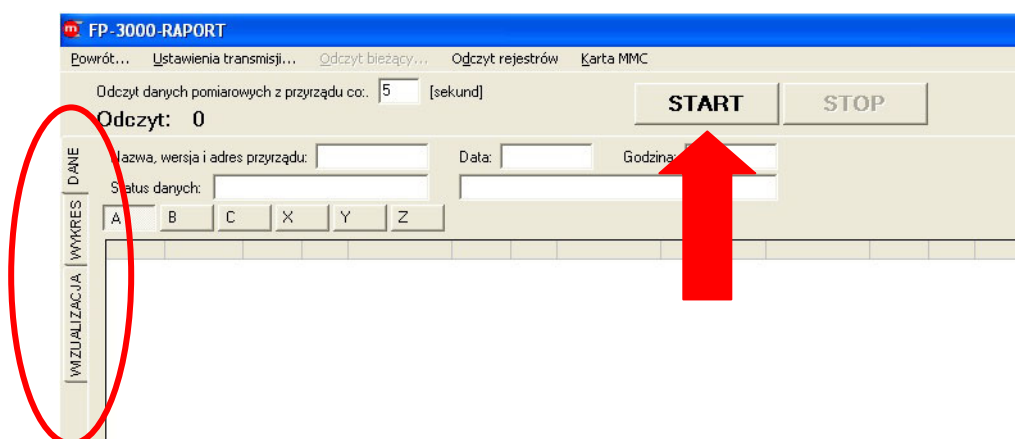 FP-3000-RAPORT
Powrót... Ustawienia transmisji... Odczyt bieżący... Odczyt rejestrów Karta MMC
Odczyt danych pomiarowych z przyrządu co:. 5 [sekund]
START STOP
Odczyt: 0
Nazwa, wersja i adres przyrządu: Data: Godzina:
Status danych:
A B C X Y Z
DANE
WYKRES
WIZUALIZACJA